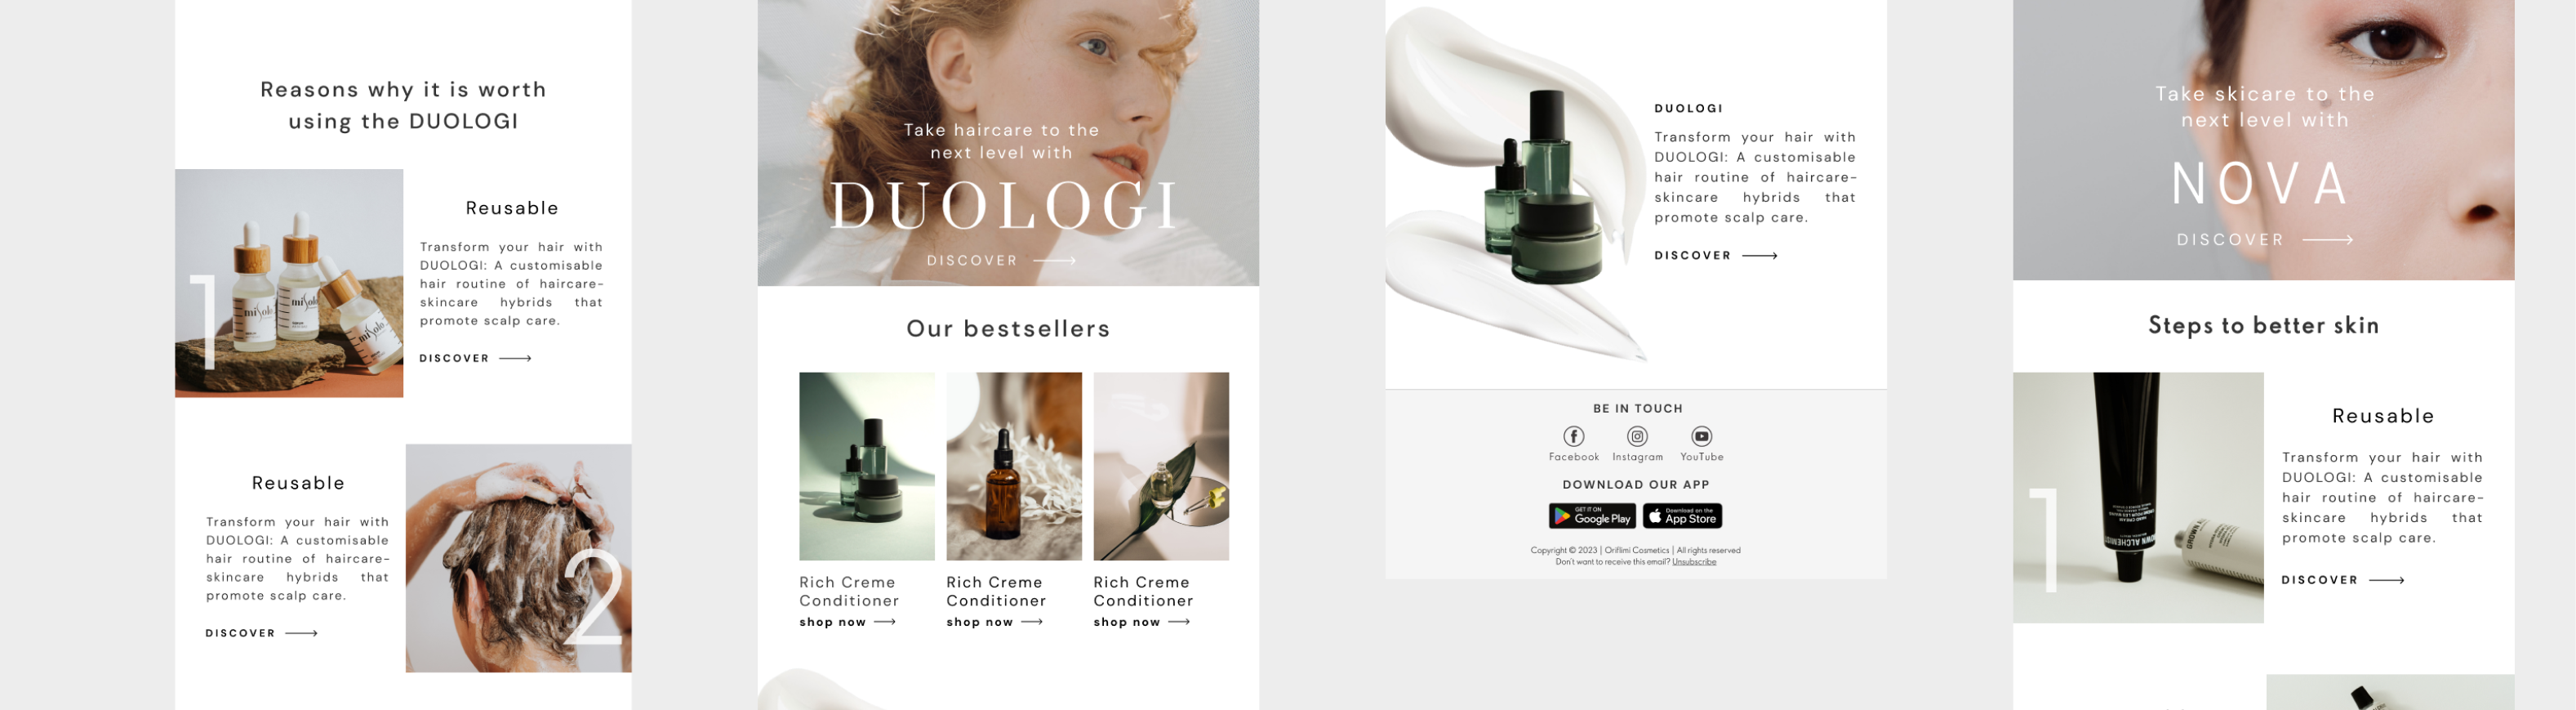 Reasons why it is worth
using the DUOLOGI
1
Reusable
Transform your hair with
DUOLOGI: A customisable
hair routine of haircare-
skincare hybrids that
promote scalp care.
DISCOVER
Reusable
Transform your hair with
DUOLOGI: A customisable
hair routine of haircare-
skincare hybrids that
promote scalp care.
DISCOVER
2
Take haircare to the
next level with
DUOLOGI
DISCOVER
Our bestsellers
Rich Creme
Conditioner
shop now
Rich Creme
Conditioner
shop now
Rich Creme
Conditioner
shop now
DUOLOGI
Transform your hair with
DUOLOGI: A customisable
hair routine of haircare-
skincare hybrids that
promote scalp care.
DISCOVER
BE IN TOUCH
Facebook Instagram YouTube
DOWNLOAD OUR APP
GET IT ON
Google Play
Download on the
App Store
Copyright © 2023 | Oriflimi Cosmetics | All rights reserved
Don't want to receive this email? Unsubscribe
Take skicare to the
next level with
NOVA
DISCOVER
Steps to better skin
1
Reusable
Transform your hair with
DUOLOGI: A customisable
hair routine of haircare-
skincare hybrids that
promote scalp care.
DISCOVER